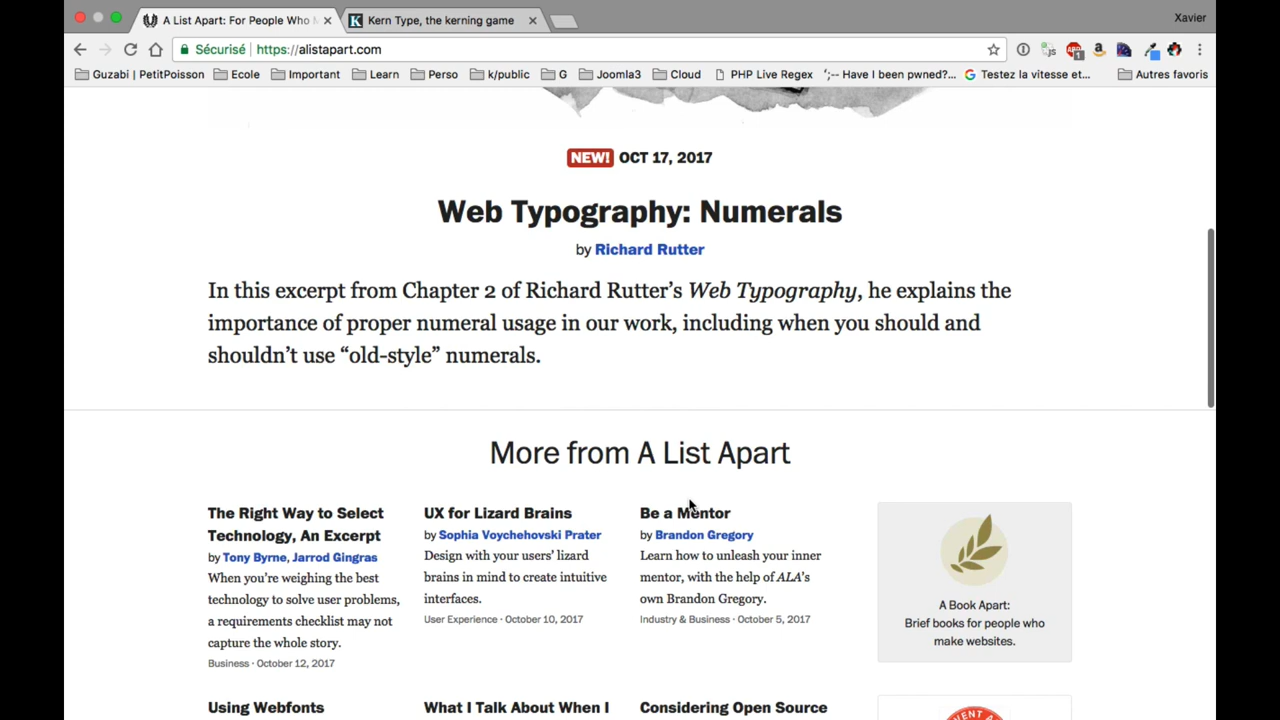 A List Apart: For People Who M
Kern Type, the kerning game
Xavier
Sécurisé https://alistapart.com
Guzabi | PetitPoisson Ecole Important Learn Perso k/public G Joomla3 Cloud PHP Live Regex ';-- Have I been pwned?... Testez la vitesse et... Autres favoris
NEW! OCT 17, 2017
Web Typography: Numerals
by Richard Rutter
In this excerpt from Chapter 2 of Richard Rutter’s Web Typography, he explains the
importance of proper numeral usage in our work, including when you should and
shouldn’t use “old-style” numerals.
More from A List Apart
The Right Way to Select
Technology, An Excerpt
by Tony Byrne, Jarrod Gingras
When you’re weighing the best
technology to solve user problems,
a requirements checklist may not
capture the whole story.
Business · October 12, 2017
UX for Lizard Brains
by Sophia Voychehovski Prater
Design with your users’ lizard
brains in mind to create intuitive
interfaces.
User Experience · October 10, 2017
Be a Mentor
by Brandon Gregory
Learn how to unleash your inner
mentor, with the help of ALA’s
own Brandon Gregory.
Industry & Business · October 5, 2017
A Book Apart:
Brief books for people who
make websites.
Using Webfonts
What I Talk About When I
Considering Open Source